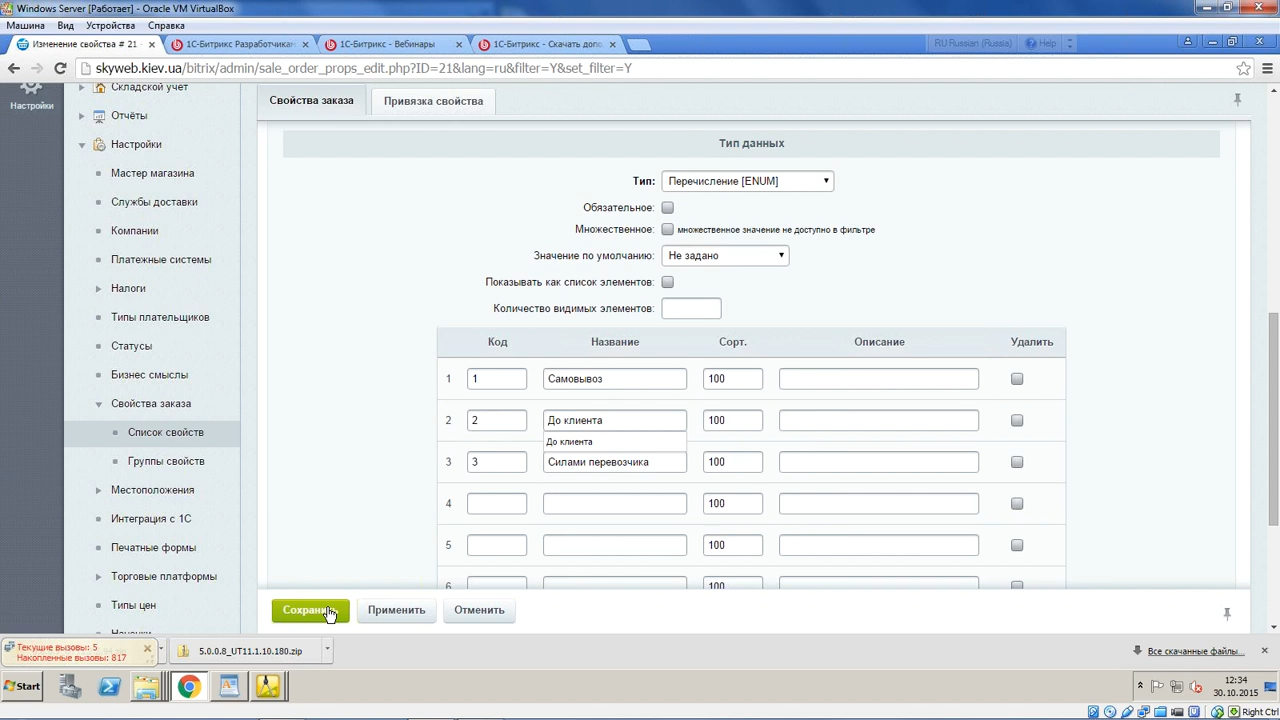 Windows Server [Работает] - Oracle VM VirtualBox
Машина Вид Устройства Справка
Изменение свойства # 21 - 1С-Битрикс Разработчикан 1С-Битрикс - Вебинары 1С-Битрикс - Скачать допо RU Russian (Russia) Help
skyweb.kiev.ua/bitrix/admin/sale_order_props_edit.php?ID=21&lang=ru&filter=Y&set_filter=Y
Настройки
Складской учет
Отчёты
Настройки
Мастер магазина
Службы доставки
Компании
Платежные системы
Налоги
Типы плательщиков
Статусы
Бизнес смыслы
Свойства заказа
Список свойств
Группы свойств
Местоположения
Интеграция с 1С
Печатные формы
Торговые платформы
Типы цен
Наценки
Свойства заказа Привязка свойства
Тип данных
Тип: Перечисление [ENUM]
Обязательное:
Множественное: множественное значение не доступно в фильтре
Значение по умолчанию: Не задано
Показывать как список элементов:
Количество видимых элементов:
Код Название Сорт. Описание Удалить
1 1 Самовывоз 100
2 2 До клиента 100
До клиента
3 3 Силами перевозчика 100
4 100
5 100
6 100
Сохранить Применить Отменить
Текущие вызовы: 5
Накопленные вызовы: 817
5.0.0.8_UT11.1.10.180.zip
Все скачанные файлы...
Start
12:34
30.10.2015
Right Ctrl